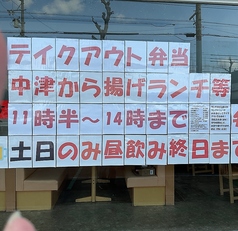 テイクアウト弁当
中津から揚げランチ等
11時半～14時まで
土日のみ昼飲み終日ます